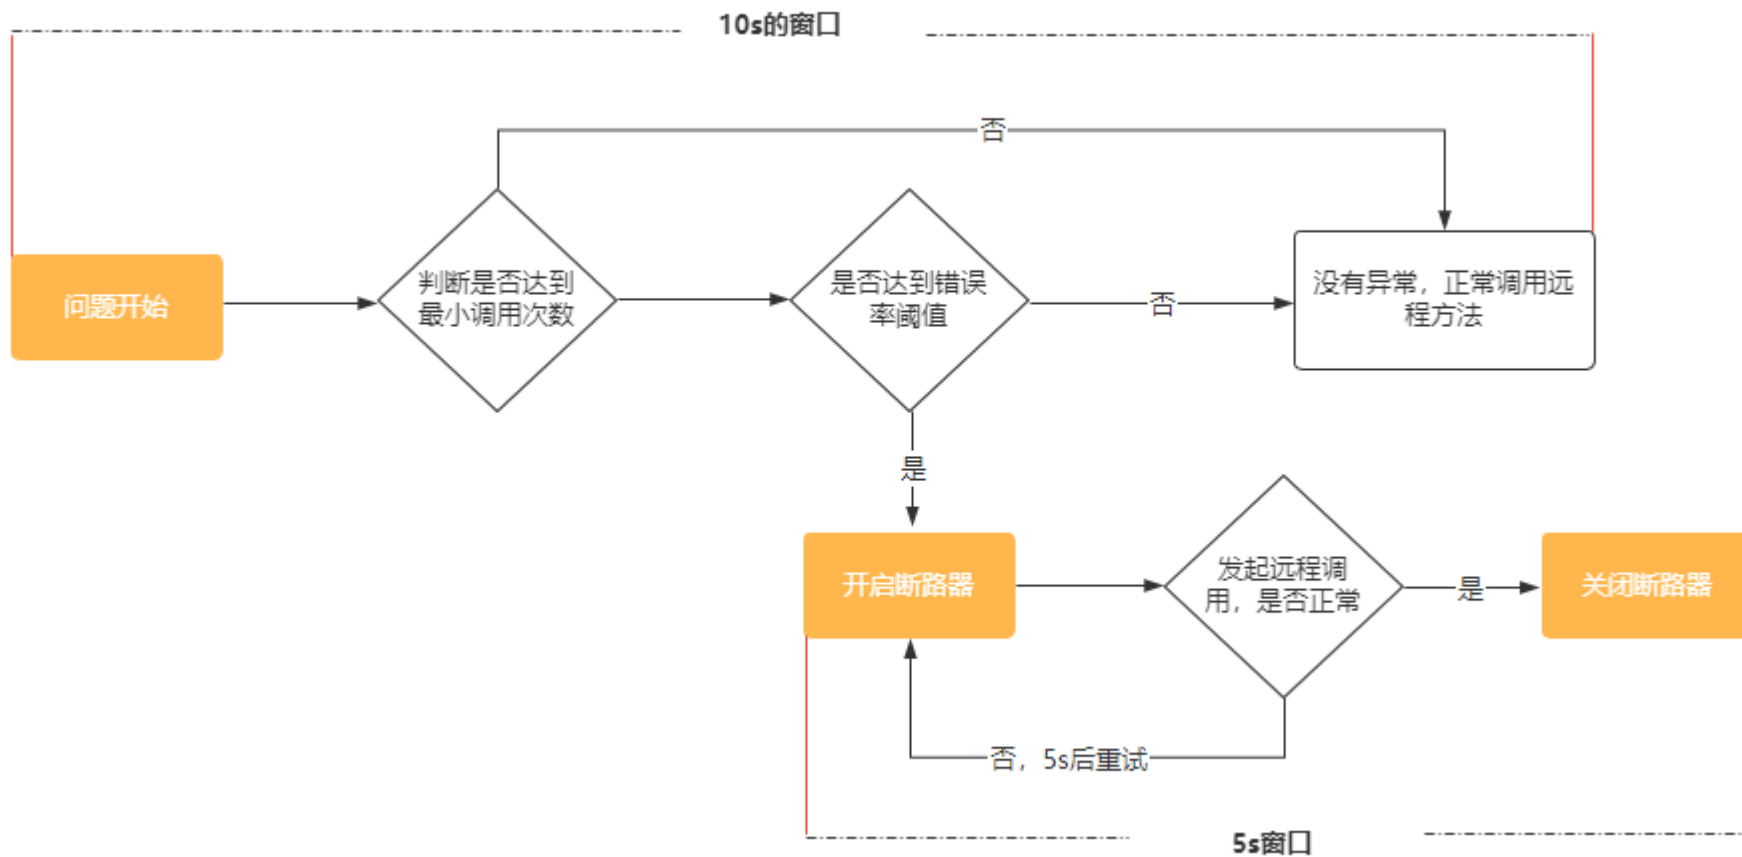 10s的窗口
否
问题开始
判断是否达到
最小调用次数
是否达到错误
率阈值
否
没有异常，正常调用远
程方法
是
开启断路器
发起远程调
用，是否正常
是
关闭断路器
否，5s后重试
5s窗口